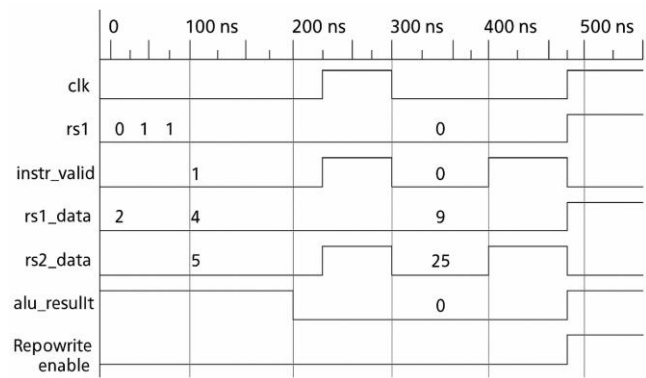 0 100 ns 200 ns 300 ns 400 ns 500 ns
clk
rs1 0 1 1 0
instr_valid 1 0
rs1_data 2 4 9
rs2_data 5 25
alu_resullt 0
Repowrite
enable